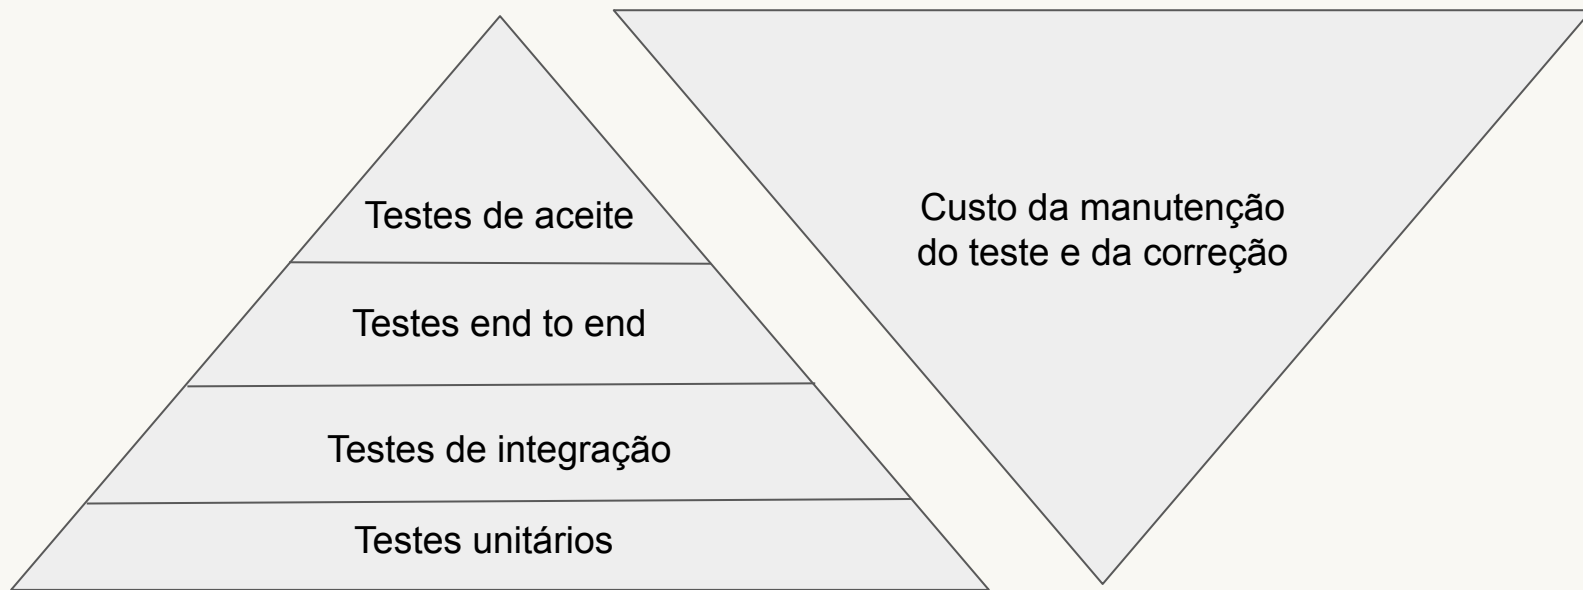 Testes de aceite
Testes end to end
Testes de integração
Testes unitários
Custo da manutenção
do teste e da correção